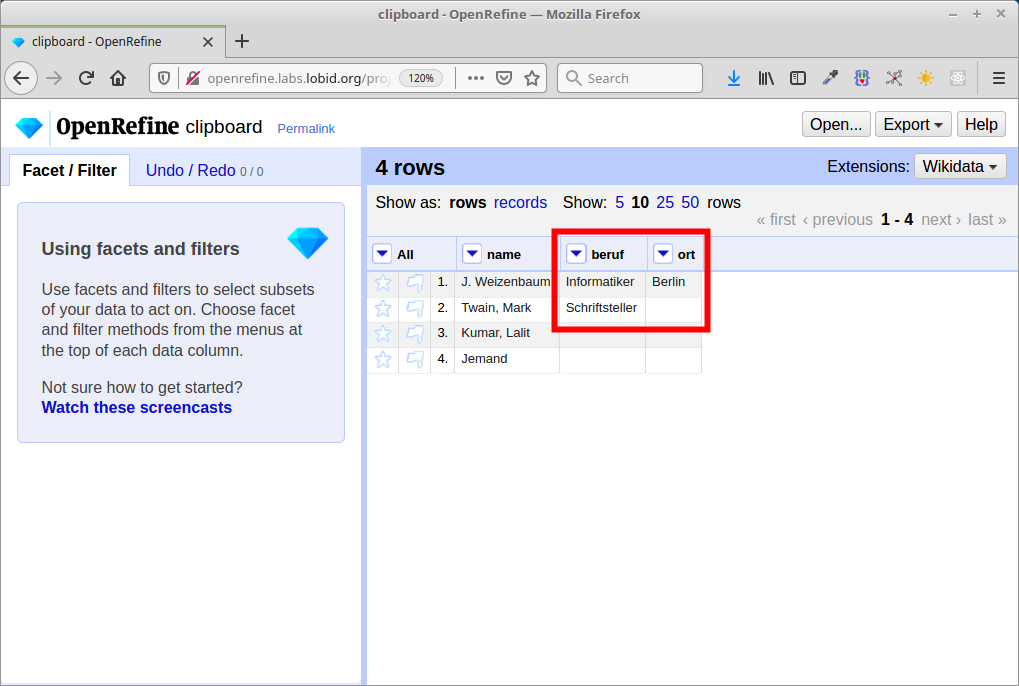 clipboard - OpenRefine — Mozilla Firefox
clipboard - OpenRefine
openrefine.labs.lobid.org/proj 120% Search
OpenRefine clipboard Permalink Open... Export Help
Facet / Filter Undo / Redo 0 / 0
4 rows Extensions: Wikidata
Show as: rows records Show: 5 10 25 50 rows
« first ‹ previous 1 - 4 next › last »
Using facets and filters
Use facets and filters to select subsets
of your data to act on. Choose facet
and filter methods from the menus at
the top of each data column.
Not sure how to get started?
Watch these screencasts
All name beruf ort
1. J. Weizenbaum Informatiker Berlin
2. Twain, Mark Schriftsteller
3. Kumar, Lalit
4. Jemand